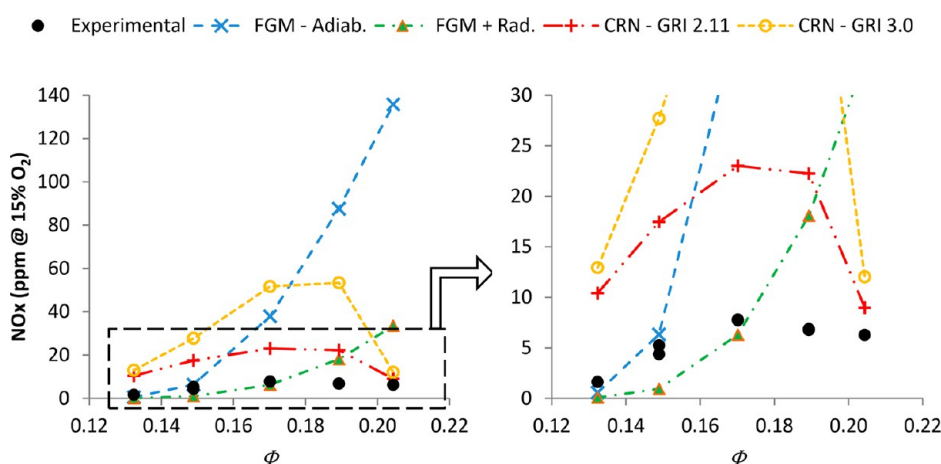 Experimental FGM - Adiab. FGM + Rad. CRN - GRI 2.11 CRN - GRI 3.0
NOx (ppm @ 15% O₂)
140
120
100
80
60
40
20
0
0.12 0.14 0.16 0.18 0.20 0.22
Φ
30
25
20
15
10
5
0
0.12 0.14 0.16 0.18 0.20 0.22
Φ